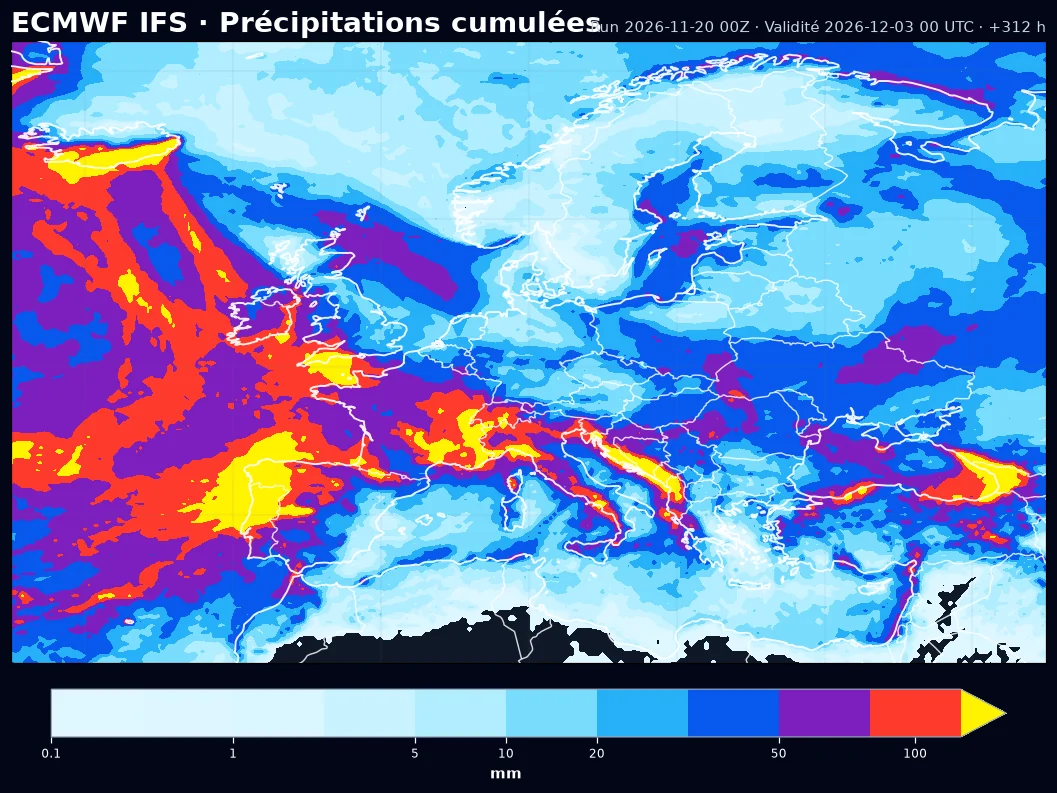 ECMWF IFS · Précipitations cumulées
Run 2026-11-20 00Z · Validité 2026-12-03 00 UTC · +312 h
0.1 1 5 10 20 50 100
mm